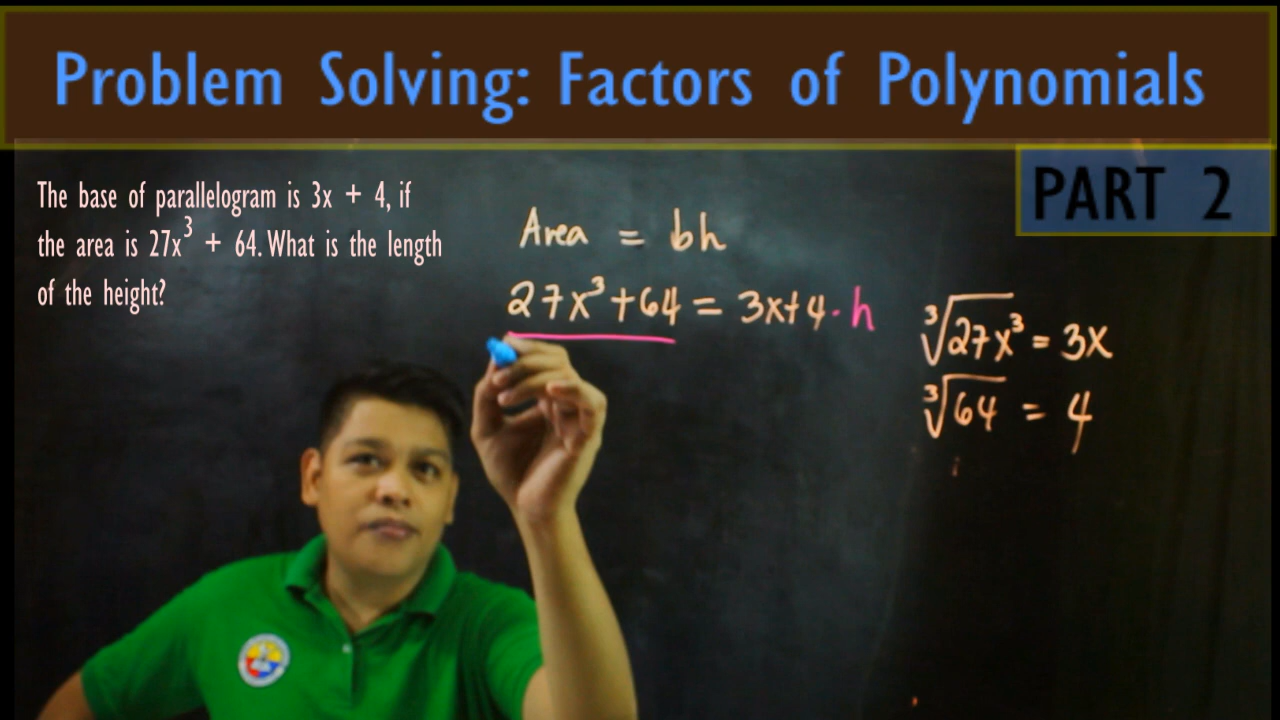 Problem Solving: Factors of Polynomials
PART 2
The base of parallelogram is 3x + 4, if
the area is 27x³ + 64. What is the length
of the height?
Area = bh
27x³+64 = 3x+4·h
∛27x³ = 3x
∛64 = 4